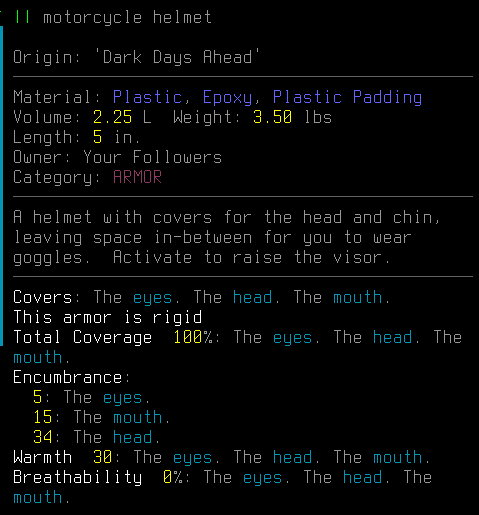 || motorcycle helmet
Origin: 'Dark Days Ahead'
Material: Plastic, Epoxy, Plastic Padding
Volume: 2.25 L  Weight: 3.50 lbs
Length: 5 in.
Owner: Your Followers
Category: ARMOR
A helmet with covers for the head and chin,
leaving space in-between for you to wear
goggles.  Activate to raise the visor.
Covers: The eyes. The head. The mouth.
This armor is rigid
Total Coverage  100%: The eyes. The head. The
mouth.
Encumbrance:
5: The eyes.
15: The mouth.
34: The head.
Warmth  30: The eyes. The head. The mouth.
Breathability  0%: The eyes. The head. The
mouth.